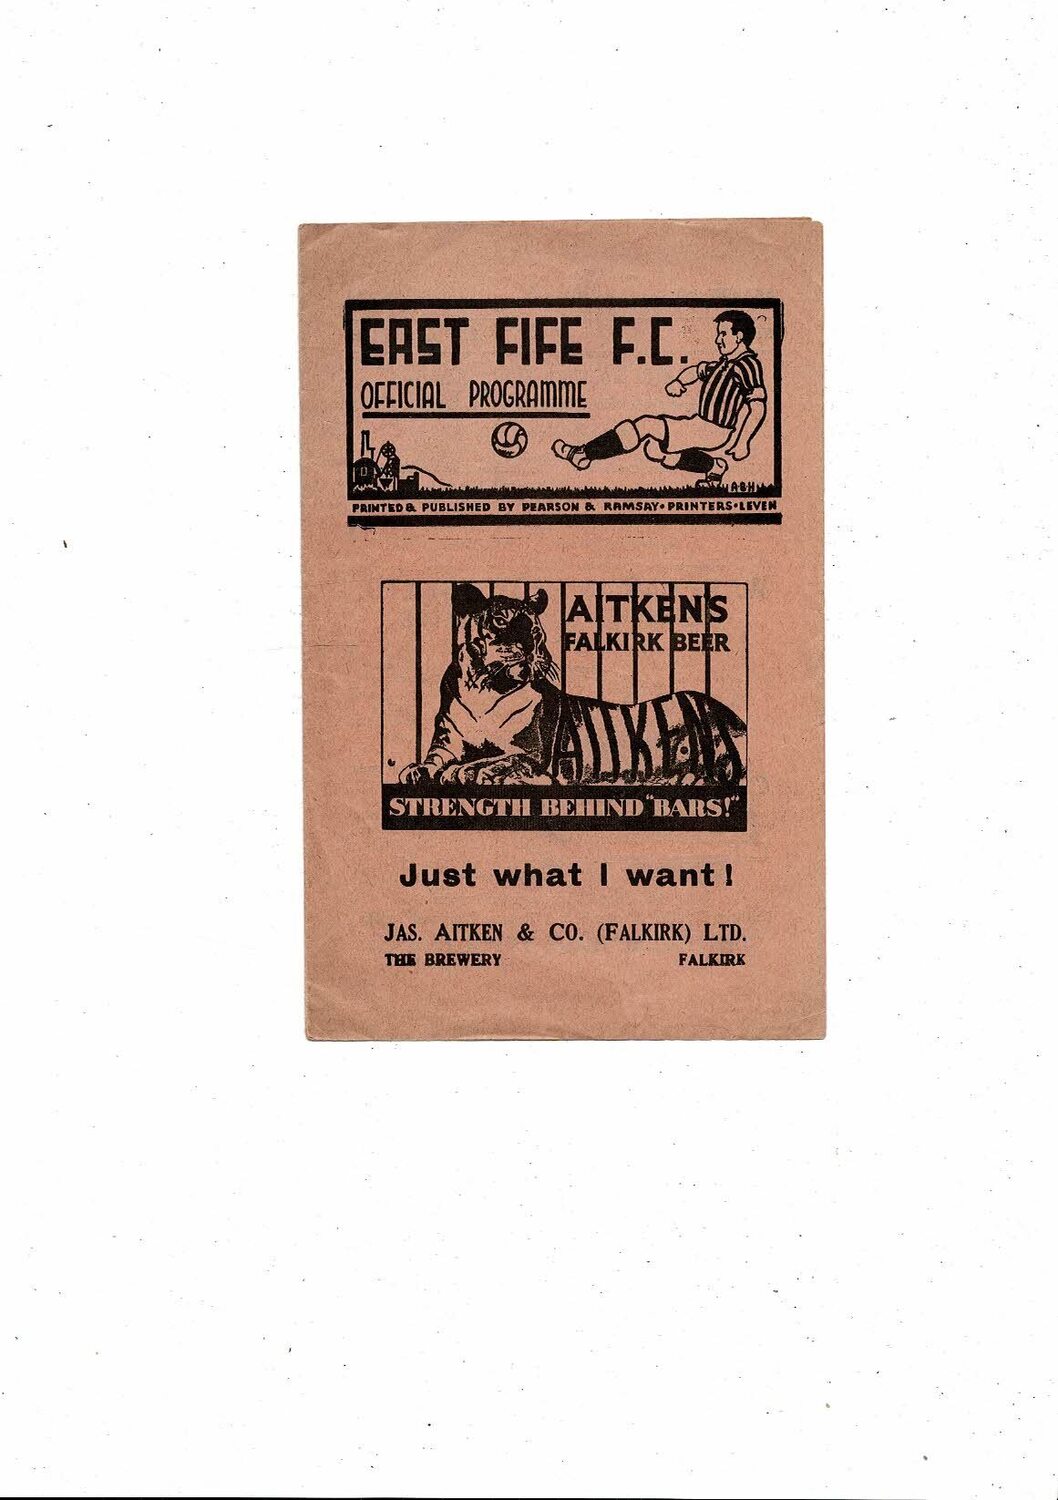 EAST FIFE F.C.
OFFICIAL PROGRAMME
A.B.H.
PRINTED & PUBLISHED BY PEARSON & RAMSAY • PRINTERS • LEVEN
AITKEN'S
FALKIRK BEER
AITKENS
STRENGTH BEHIND "BARS!"
Just what I want!
JAS. AITKEN & CO. (FALKIRK) LTD.
THE BREWERY FALKIRK